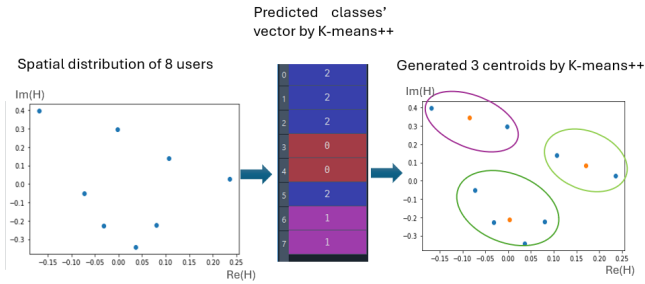 Predicted classes'
vector by K-means++
Spatial distribution of 8 users
Generated 3 centroids by K-means++
Im(H)
0.4
0.3
0.2
0.1
0.0
−0.1
−0.2
−0.3
−0.15 −0.10 −0.05 0.00 0.05 0.10 0.15 0.20 0.25
Re(H)
0 2
1 2
2 2
3 0
4 0
5 2
6 1
7 1
Im(H)
0.4
0.3
0.2
0.1
0.0
−0.1
−0.2
−0.3
−0.15 −0.10 −0.05 0.00 0.05 0.10 0.15 0.20 0.25
Re(H)